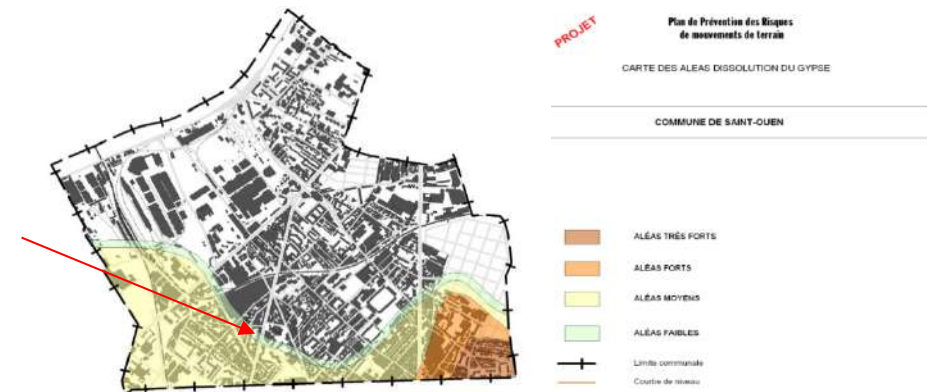 PROJET
Plan de Prévention des Risques
de mouvements de terrain
CARTE DES ALEAS DISSOLUTION DU GYPSE
COMMUNE DE SAINT-OUEN
ALÉAS TRÈS FORTS
ALÉAS FORTS
ALÉAS MOYENS
ALÉAS FAIBLES
Limite communale
Courbe de niveau